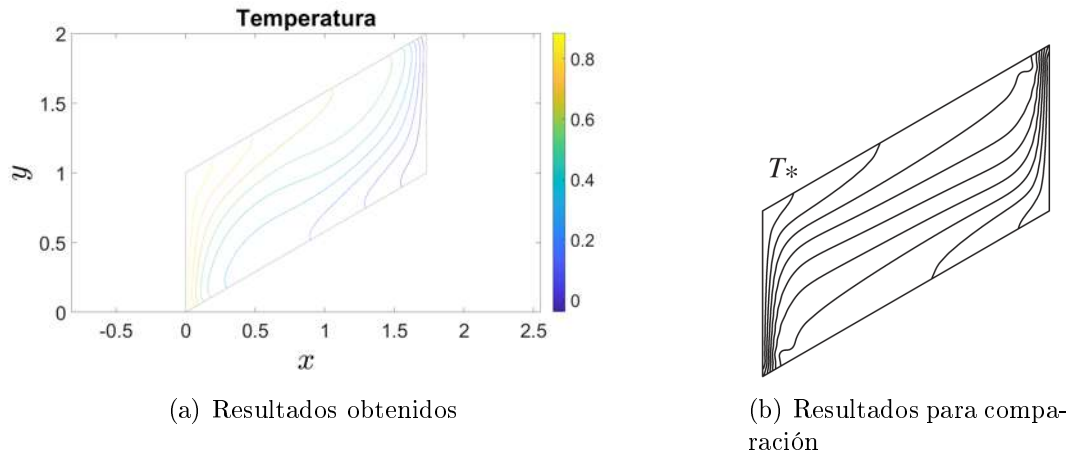 Temperatura
2
1.5
1
0.5
0
y
-0.5
0
0.5
1
1.5
2
2.5
x
0.8
0.6
0.4
0.2
0
T*
(a) Resultados obtenidos
(b) Resultados para compa-
ración